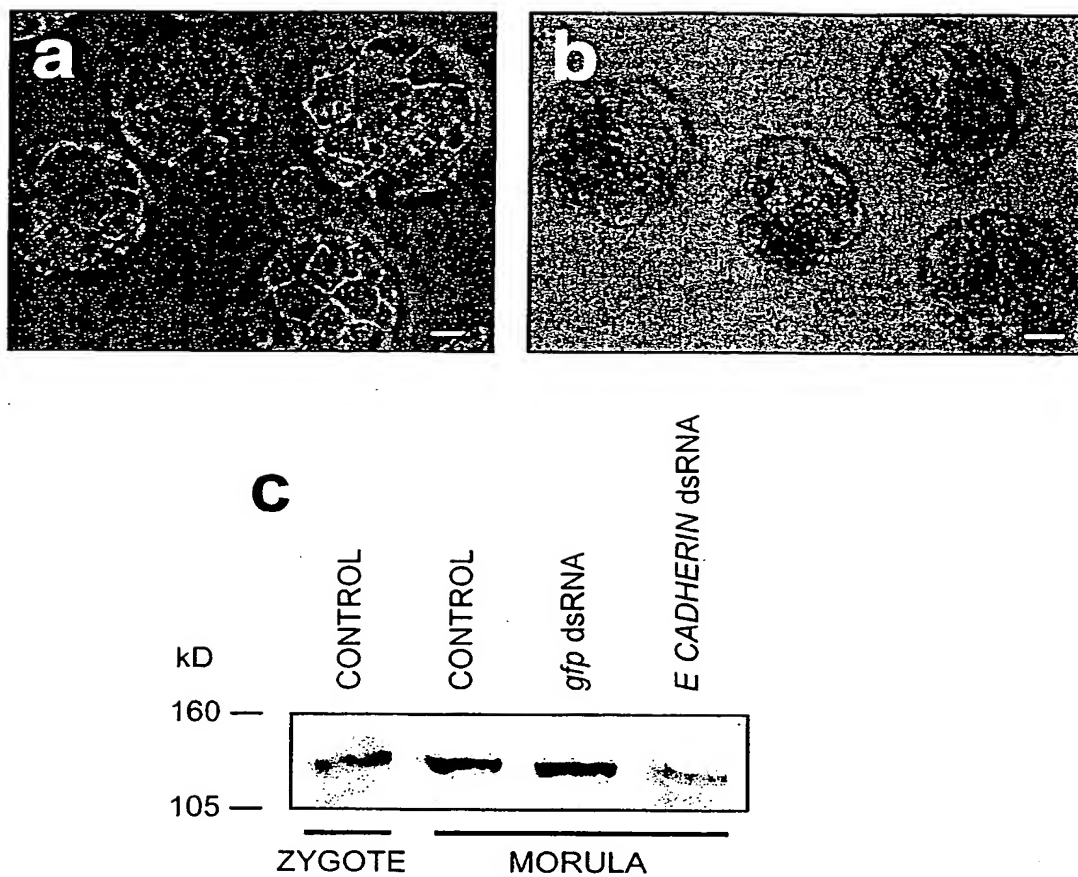 a
b
c
CONTROL
CONTROL
gfp dsRNA
E CADHERIN dsRNA
kD
160
105
ZYGOTE
MORULA